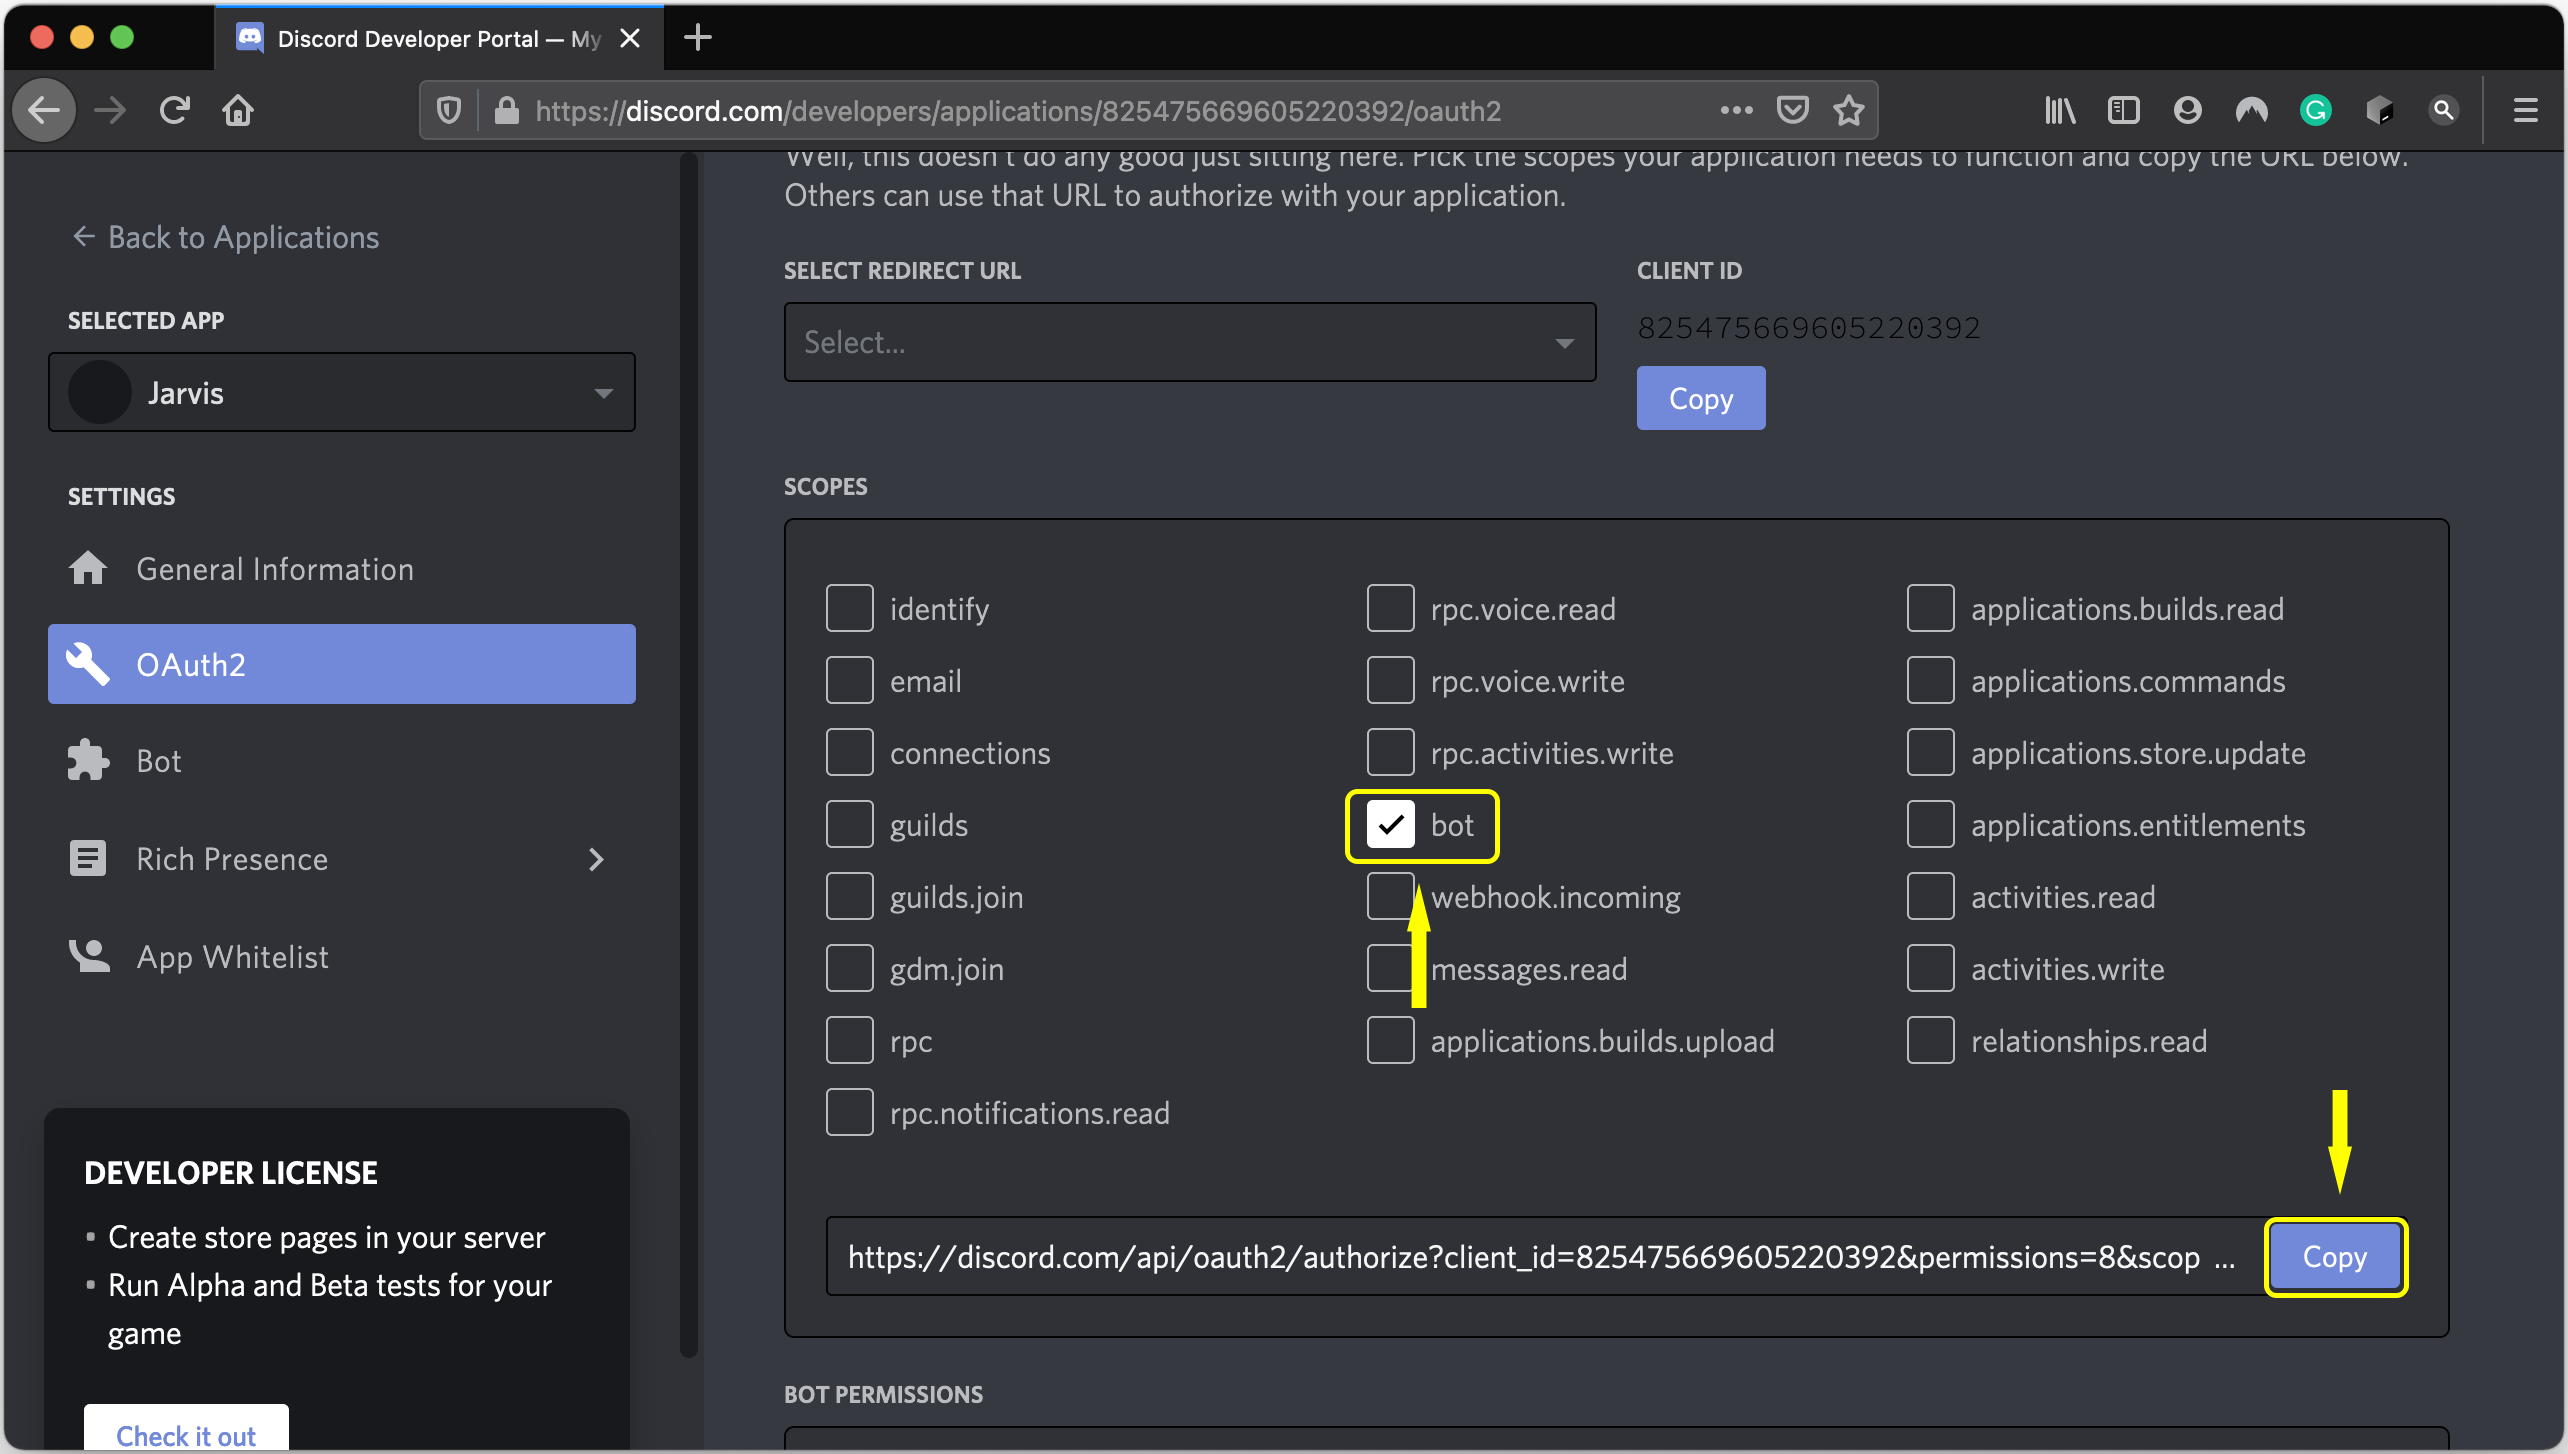 Discord Developer Portal — My
https://discord.com/developers/applications/825475669605220392/oauth2
Well, this doesn't do any good just sitting here. Pick the scopes your application needs to function and copy the URL below.
Others can use that URL to authorize with your application.
← Back to Applications
SELECTED APP
Jarvis
SETTINGS
General Information
OAuth2
Bot
Rich Presence
App Whitelist
DEVELOPER LICENSE
▪ Create store pages in your server
▪ Run Alpha and Beta tests for your
game
Check it out
SELECT REDIRECT URL
Select...
CLIENT ID
825475669605220392
Copy
SCOPES
identify
email
connections
guilds
guilds.join
gdm.join
rpc
rpc.notifications.read
rpc.voice.read
rpc.voice.write
rpc.activities.write
bot
webhook.incoming
messages.read
applications.builds.upload
applications.builds.read
applications.commands
applications.store.update
applications.entitlements
activities.read
activities.write
relationships.read
https://discord.com/api/oauth2/authorize?client_id=825475669605220392&permissions=8&scop ...
Copy
BOT PERMISSIONS